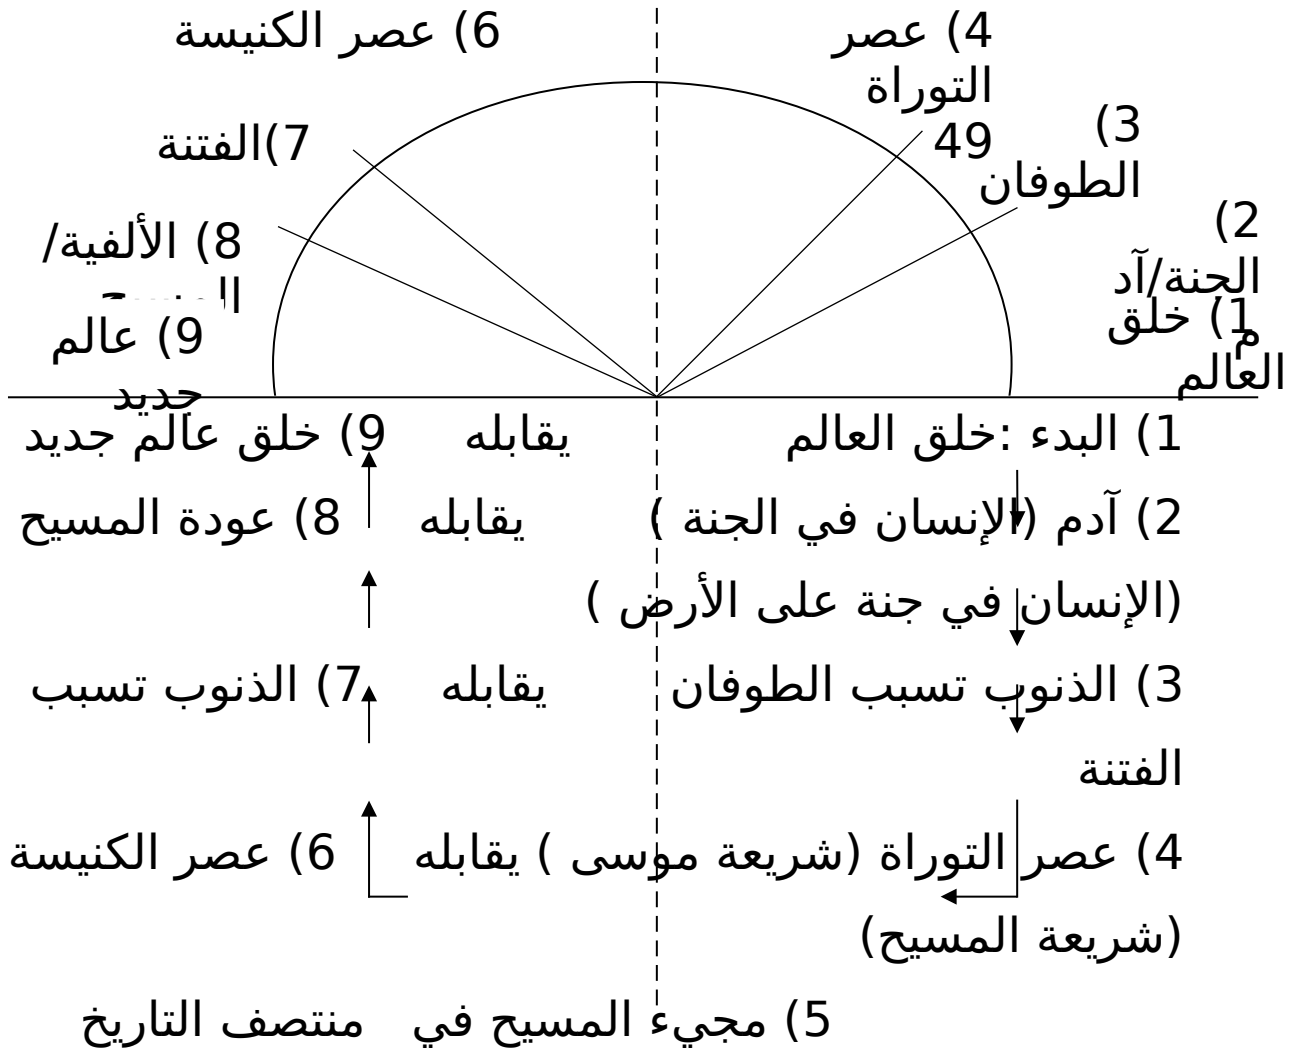 4) عصر
التوراة
49
6) عصر الكنيسة
3)
الطوفان
7)الفتنة
2)
الجنة/آد
م
8) الألفية/
المسيح
1) خلق
العالم
9) عالم
جديد
1) البدء :خلق العالم يقابله 9) خلق عالم جديد
2) آدم (الإنسان في الجنة ) يقابله 8) عودة المسيح
(الإنسان في جنة على الأرض )
3) الذنوب تسبب الطوفان يقابله 7) الذنوب تسبب
الفتنة
4) عصر التوراة (شريعة موسى ) يقابله 6) عصر الكنيسة
(شريعة المسيح)
5) مجيء المسيح في منتصف التاريخ